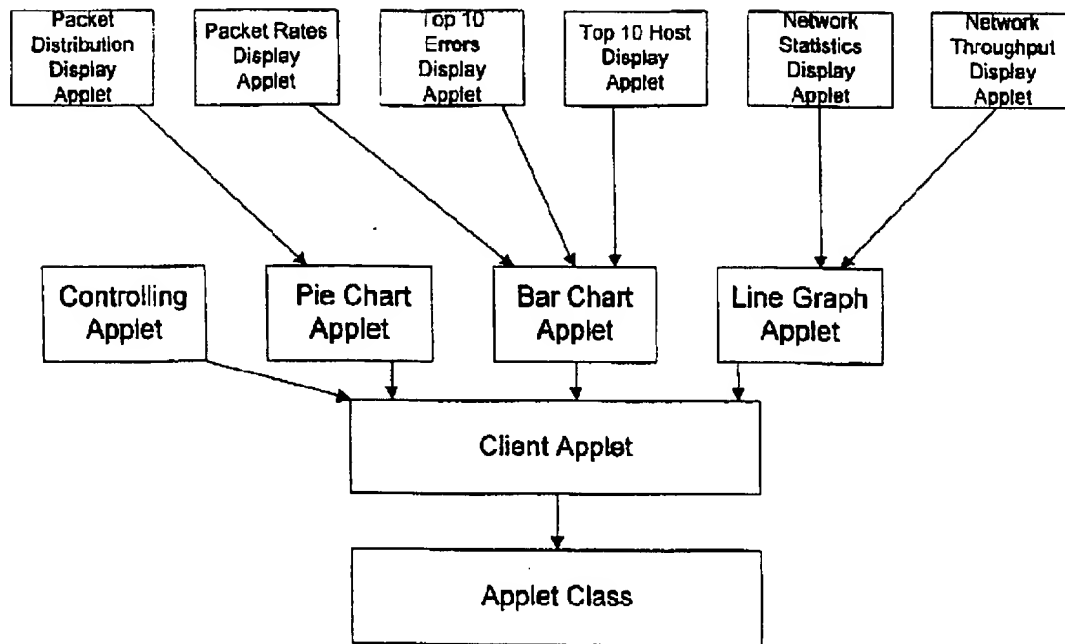 Packet
Distribution
Display
Applet
Packet Rates
Display
Applet
Top 10
Errors
Display
Applet
Top 10 Host
Display
Applet
Network
Statistics
Display
Applet
Network
Throughput
Display
Applet
Controlling
Applet
Pie Chart
Applet
Bar Chart
Applet
Line Graph
Applet
Client Applet
Applet Class